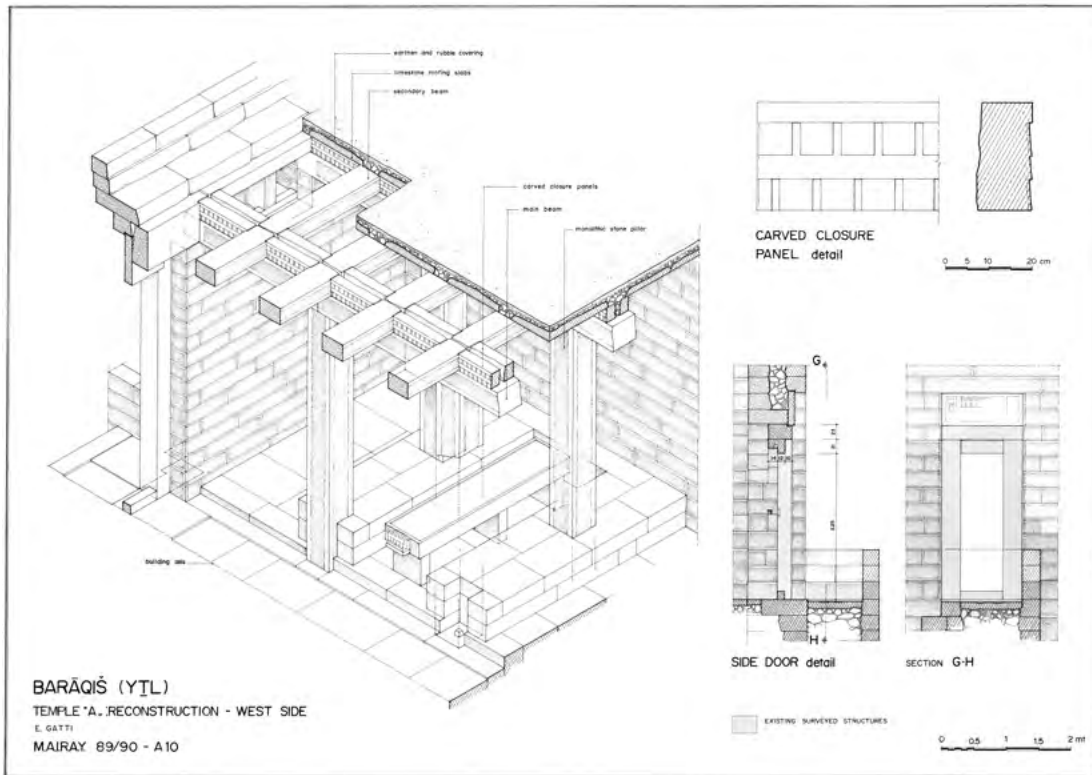 earthen and rubble covering
limestone roofing slabs
secondary beam
carved closure panels
main beam
monolithic stone pillar
building axis
CARVED CLOSURE
PANEL detail
0 5 10 20 cm
G
H
SIDE DOOR detail
SECTION G-H
EXISTING SURVEYED STRUCTURES
0 0.5 1 1.5 2 mt
BARĀQIŠ (YṮL)
TEMPLE "A„: RECONSTRUCTION - WEST SIDE
E. GATTI
M.A.I.R.A.Y. 89/90 - A10